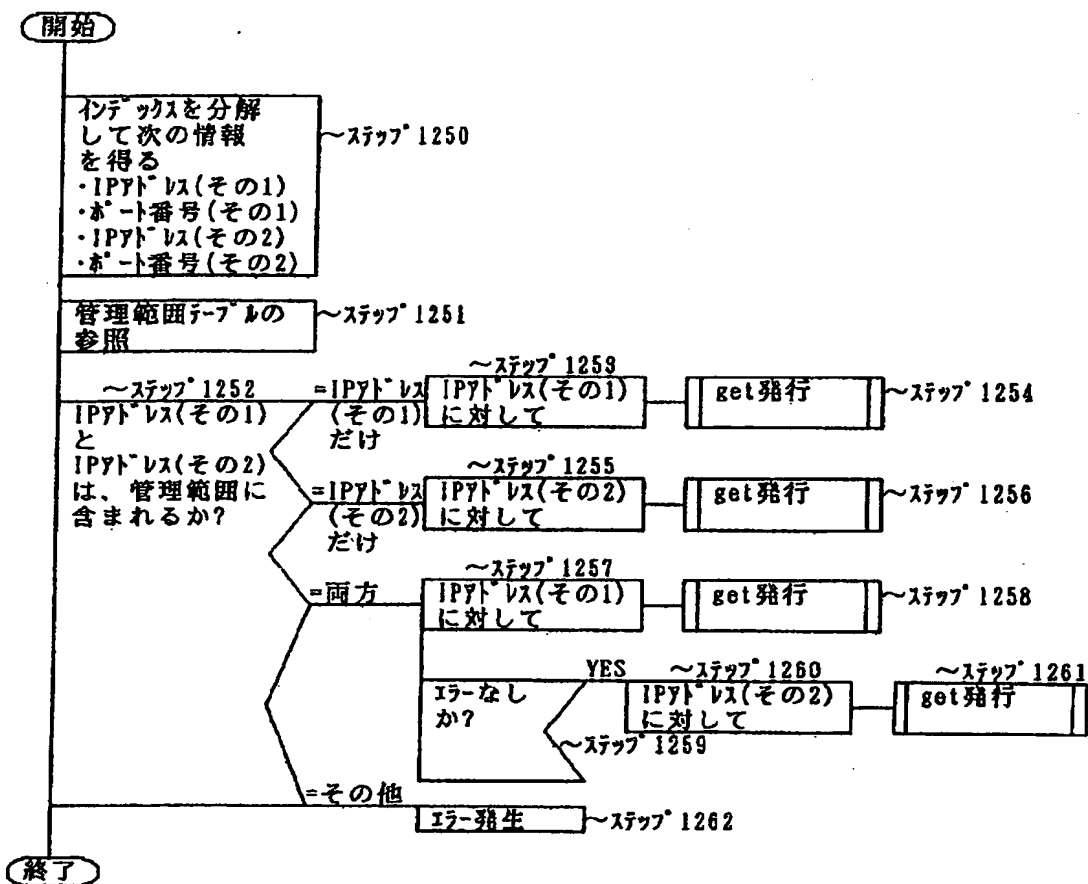 開始
インデックスを分解
して次の情報
を得る
・IPアドレス(その1)
・ポート番号(その1)
・IPアドレス(その2)
・ポート番号(その2)
~ステップ1250
管理範囲テーブルの
参照
~ステップ1251
~ステップ1252
IPアドレス(その1)
と
IPアドレス(その2)
は、管理範囲に
含まれるか?
=IPアドレス
(その1)
だけ
~ステップ1253
IPアドレス(その1)
に対して
get発行
~ステップ1254
=IPアドレス
(その2)
だけ
~ステップ1255
IPアドレス(その2)
に対して
get発行
~ステップ1256
=両方
~ステップ1257
IPアドレス(その1)
に対して
get発行
~ステップ1258
エラーなし
か?
YES
~ステップ1259
~ステップ1260
IPアドレス(その2)
に対して
~ステップ1261
get発行
=その他
エラー発生
~ステップ1262
終了